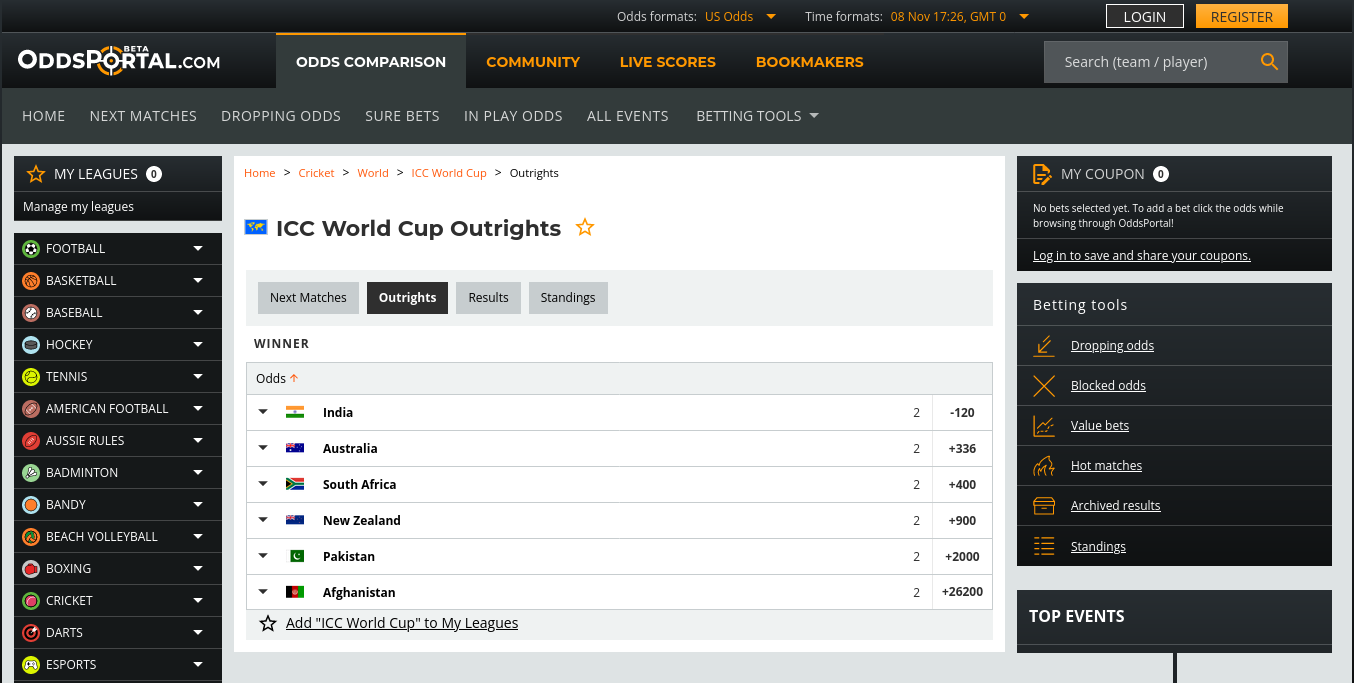 Odds formats: US Odds Time formats: 08 Nov 17:26, GMT 0 LOGIN REGISTER
ODDSPORTAL.COM BETA
ODDS COMPARISON COMMUNITY LIVE SCORES BOOKMAKERS Search (team / player)
HOME NEXT MATCHES DROPPING ODDS SURE BETS IN PLAY ODDS ALL EVENTS BETTING TOOLS
MY LEAGUES 0
Manage my leagues
FOOTBALL
BASKETBALL
BASEBALL
HOCKEY
TENNIS
AMERICAN FOOTBALL
AUSSIE RULES
BADMINTON
BANDY
BEACH VOLLEYBALL
BOXING
CRICKET
DARTS
ESPORTS
Home > Cricket > World > ICC World Cup > Outrights
ICC World Cup Outrights
Next Matches Outrights Results Standings
WINNER
Odds
India 2 -120
Australia 2 +336
South Africa 2 +400
New Zealand 2 +900
Pakistan 2 +2000
Afghanistan 2 +26200
Add "ICC World Cup" to My Leagues
MY COUPON 0
No bets selected yet. To add a bet click the odds while
browsing through OddsPortal!
Log in to save and share your coupons.
Betting tools
Dropping odds
Blocked odds
Value bets
Hot matches
Archived results
Standings
TOP EVENTS